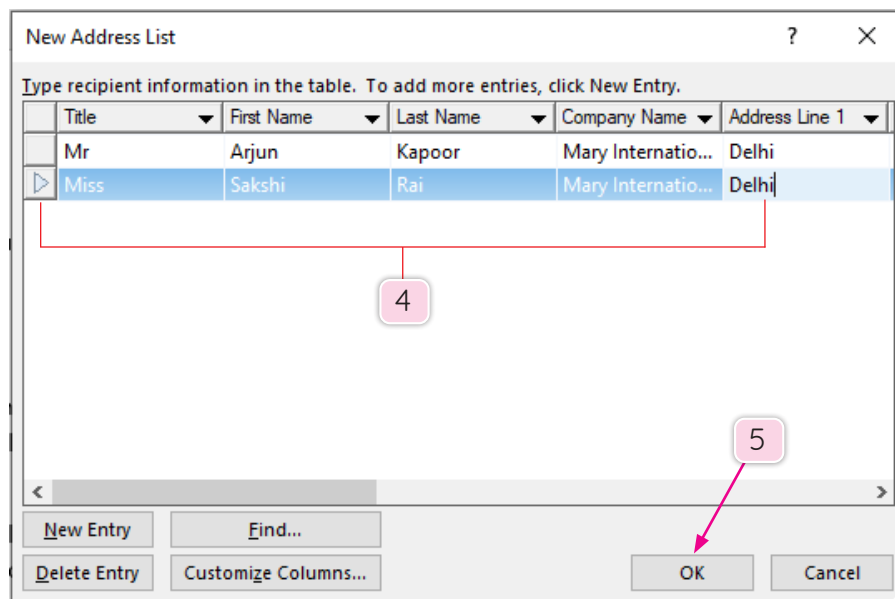 New Address List ?
Type recipient information in the table. To add more entries, click New Entry.
Title First Name Last Name Company Name Address Line 1
Mr Arjun Kapoor Mary Internatio... Delhi
Miss Sakshi Rai Mary Internatio... Delhi
4
5
New Entry Find...
Delete Entry Customize Columns... OK Cancel